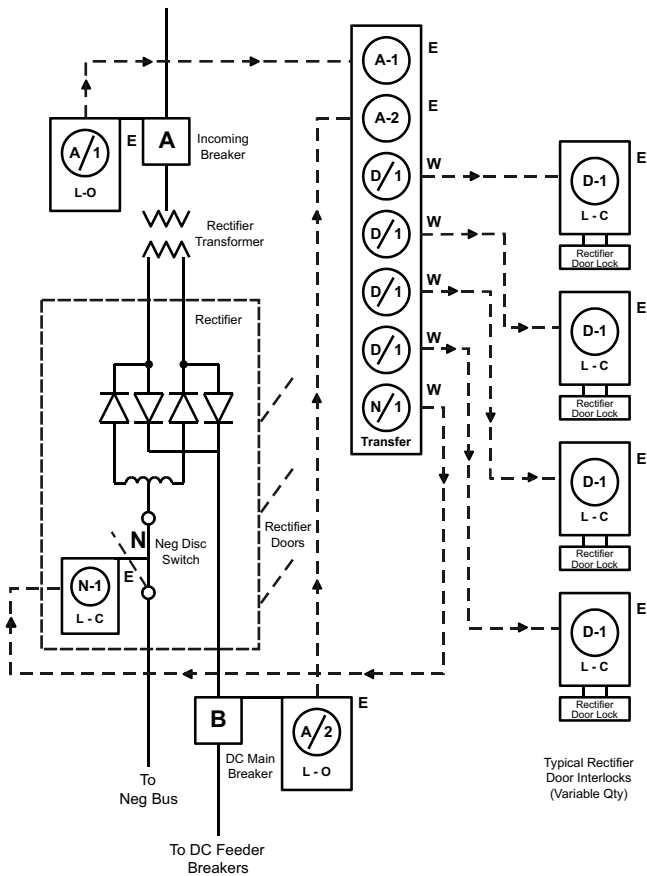 A-1
E
A-2
E
D/1
W
D/1
W
D/1
W
D/1
W
N/1
W
Transfer
A/1
L-O
E
A
Incoming
Breaker
Rectifier
Transformer
Rectifier
Rectifier
Doors
N
Neg Disc
Switch
E
N-1
L - C
B
DC Main
Breaker
A/2
L - O
E
To
Neg Bus
To DC Feeder
Breakers
D-1
L - C
E
Rectifier
Door Lock
D-1
L - C
E
Rectifier
Door Lock
D-1
L - C
E
Rectifier
Door Lock
D-1
L - C
E
Rectifier
Door Lock
Typical Rectifier
Door Interlocks
(Variable Qty)